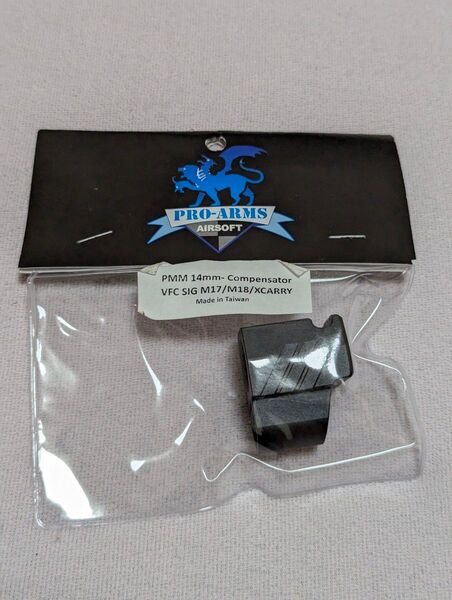 PRO-ARMS
AIRSOFT
PMM 14mm- Compensator
VFC SIG M17/M18/XCARRY
Made in Taiwan